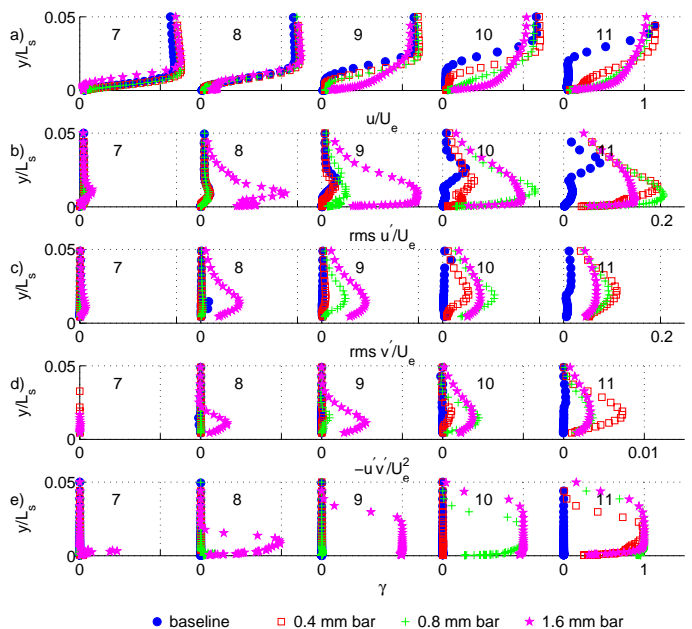 a)
y/L_s
0.05
0
7
8
9
10
11
0 0 0 0 0 1
u/U_e
b)
y/L_s
0.05
0
7
8
9
10
11
0 0 0 0 0 0.2
rms u'/U_e
c)
y/L_s
0.05
0
7
8
9
10
11
0 0 0 0 0 0.2
rms v'/U_e
d)
y/L_s
0.05
0
7
8
9
10
11
0 0 0 0 0 0.01
-u'v'/U_e^2
e)
y/L_s
0.05
0
7
8
9
10
11
0 0 0 0 0 1
γ
baseline 0.4 mm bar 0.8 mm bar 1.6 mm bar